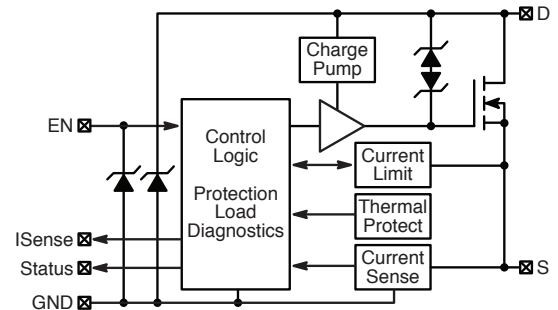 D
Charge
Pump
EN
Control
Logic
Protection
Load
Diagnostics
Current
Limit
Thermal
Protect
ISense
Status
Current
Sense
S
GND